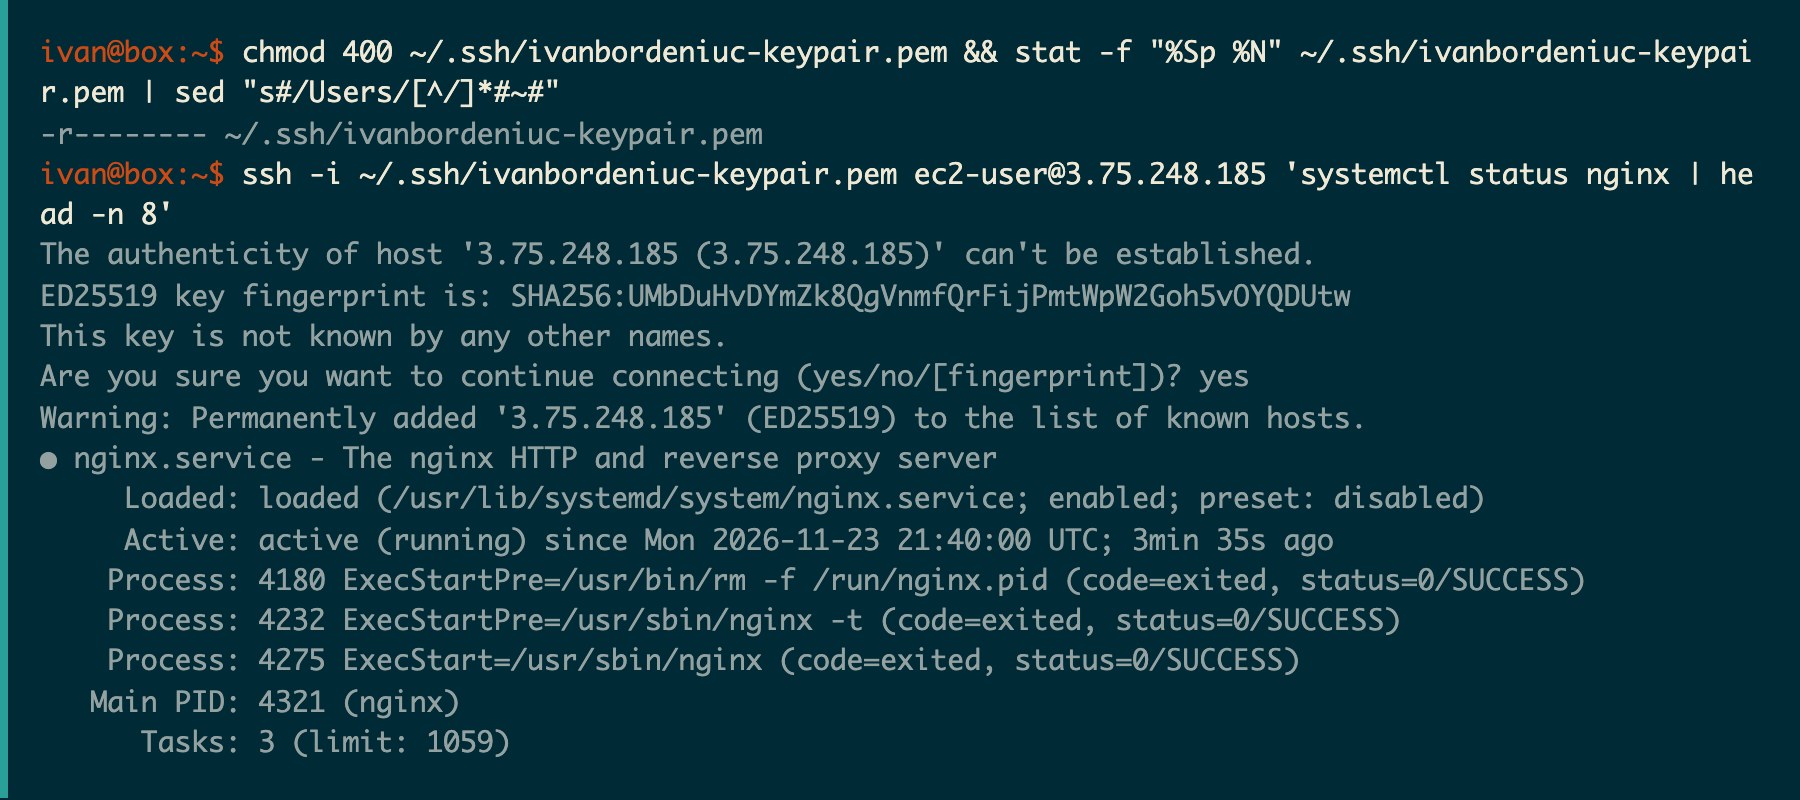 ivan@box:~$ chmod 400 ~/.ssh/ivanbordeniuc-keypair.pem && stat -f "%Sp %N" ~/.ssh/ivanbordeniuc-keypai
r.pem | sed "s#/Users/[^/]*#~#"
-r-------- ~/.ssh/ivanbordeniuc-keypair.pem
ivan@box:~$ ssh -i ~/.ssh/ivanbordeniuc-keypair.pem ec2-user@3.75.248.185 'systemctl status nginx | he
ad -n 8'
The authenticity of host '3.75.248.185 (3.75.248.185)' can't be established.
ED25519 key fingerprint is: SHA256:UMbDuHvDYmZk8QgVnmfQrFijPmtWpW2Goh5vOYQDUtw
This key is not known by any other names.
Are you sure you want to continue connecting (yes/no/[fingerprint])? yes
Warning: Permanently added '3.75.248.185' (ED25519) to the list of known hosts.
● nginx.service - The nginx HTTP and reverse proxy server
     Loaded: loaded (/usr/lib/systemd/system/nginx.service; enabled; preset: disabled)
     Active: active (running) since Mon 2026-11-23 21:40:00 UTC; 3min 35s ago
    Process: 4180 ExecStartPre=/usr/bin/rm -f /run/nginx.pid (code=exited, status=0/SUCCESS)
    Process: 4232 ExecStartPre=/usr/sbin/nginx -t (code=exited, status=0/SUCCESS)
    Process: 4275 ExecStart=/usr/sbin/nginx (code=exited, status=0/SUCCESS)
   Main PID: 4321 (nginx)
      Tasks: 3 (limit: 1059)